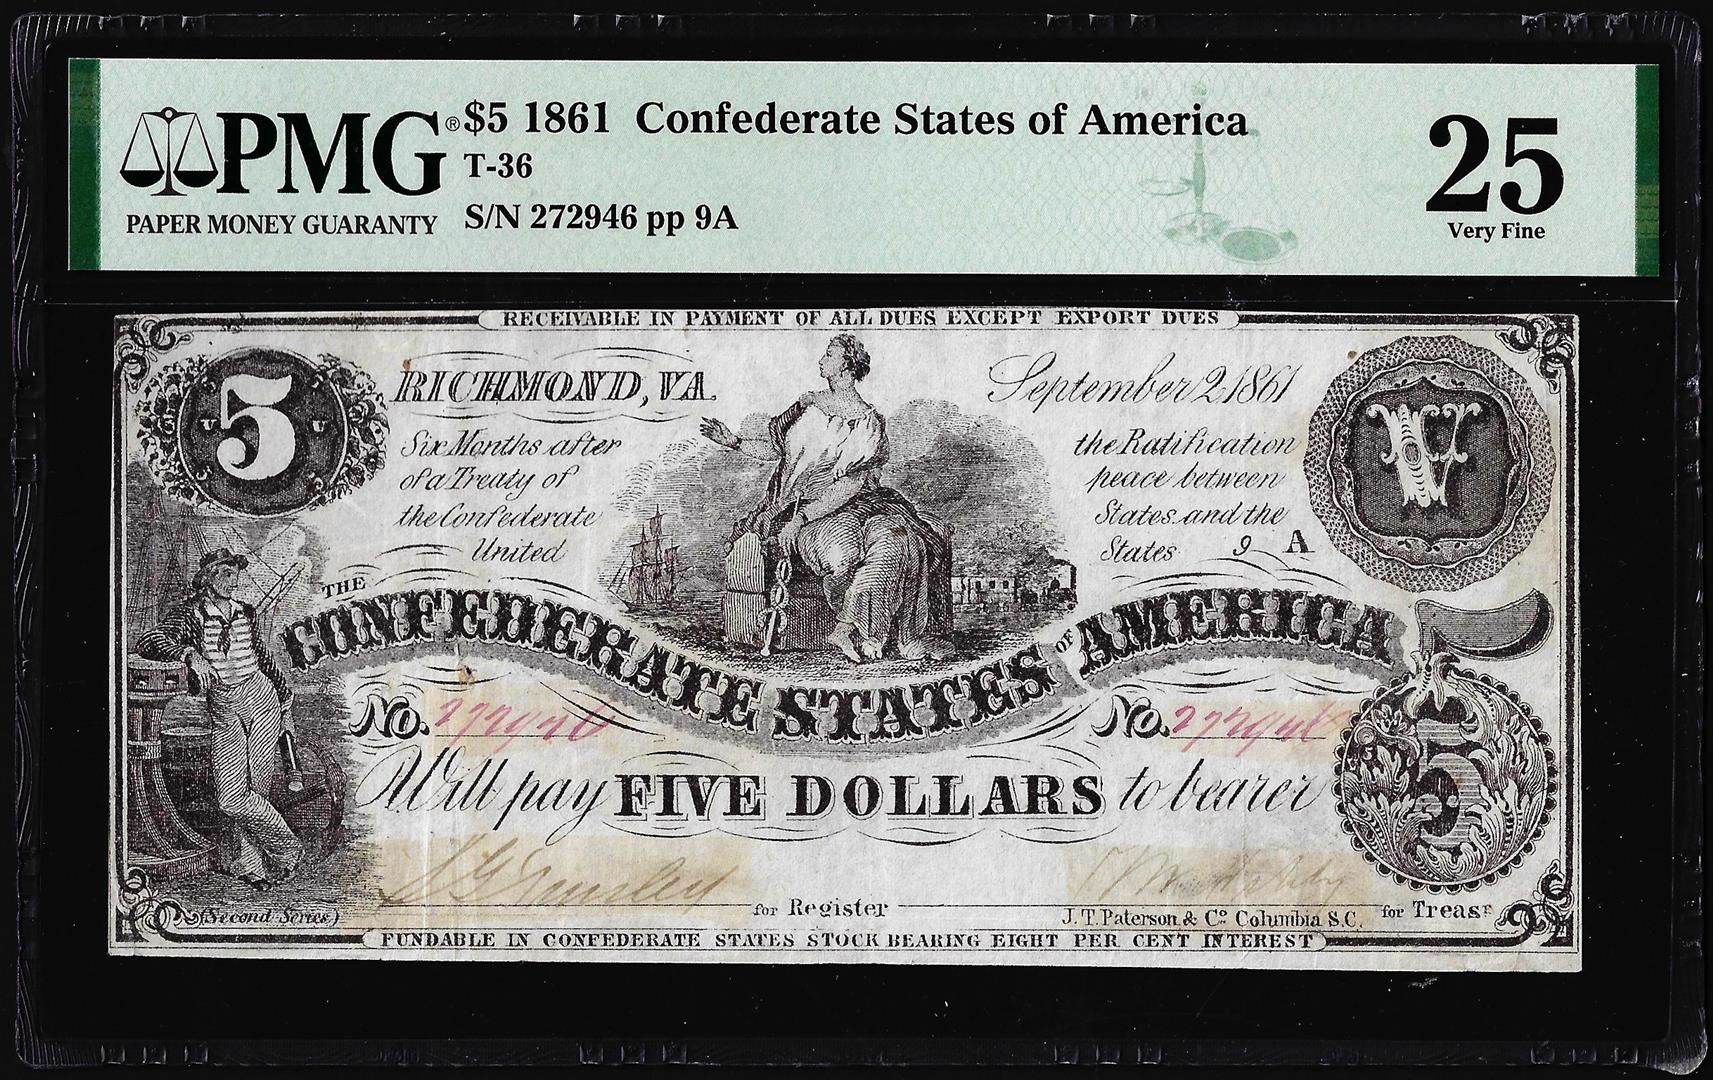 PMG®
PAPER MONEY GUARANTY
$5 1861 Confederate States of America
T-36
S/N 272946 pp 9A
25
Very Fine
RECEIVABLE IN PAYMENT OF ALL DUES EXCEPT EXPORT DUES
5
U U
RICHMOND, VA.
September 2 1861
V
Six Months after the Ratification
of a Treaty of peace between
the Confederate States and the
United States 9 A
THE CONFEDERATE STATES OF AMERICA
No. 272946 No. 272946
Will pay FIVE DOLLARS to bearer
5
for Register
for Treasr
(Second Series)
J. T. Paterson & Co Columbia S.C.
FUNDABLE IN CONFEDERATE STATES STOCK BEARING EIGHT PER CENT INTEREST